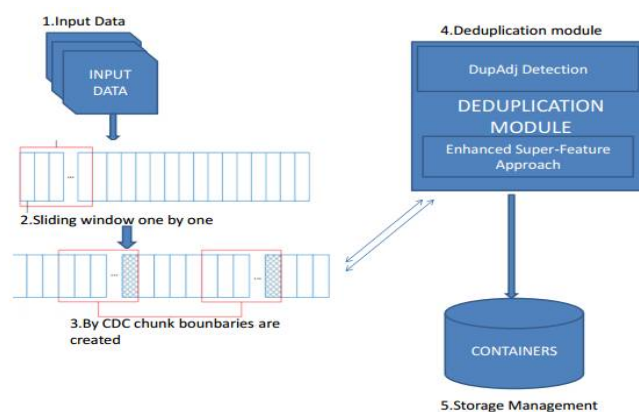 1.Input Data
INPUT
DATA
...
2.Sliding window one by one
...
...
3.By CDC chunk bounbaries are
created
4.Deduplication module
DupAdj Detection
DEDUPLICATION
MODULE
Enhanced Super-Feature
Approach
CONTAINERS
5.Storage Management